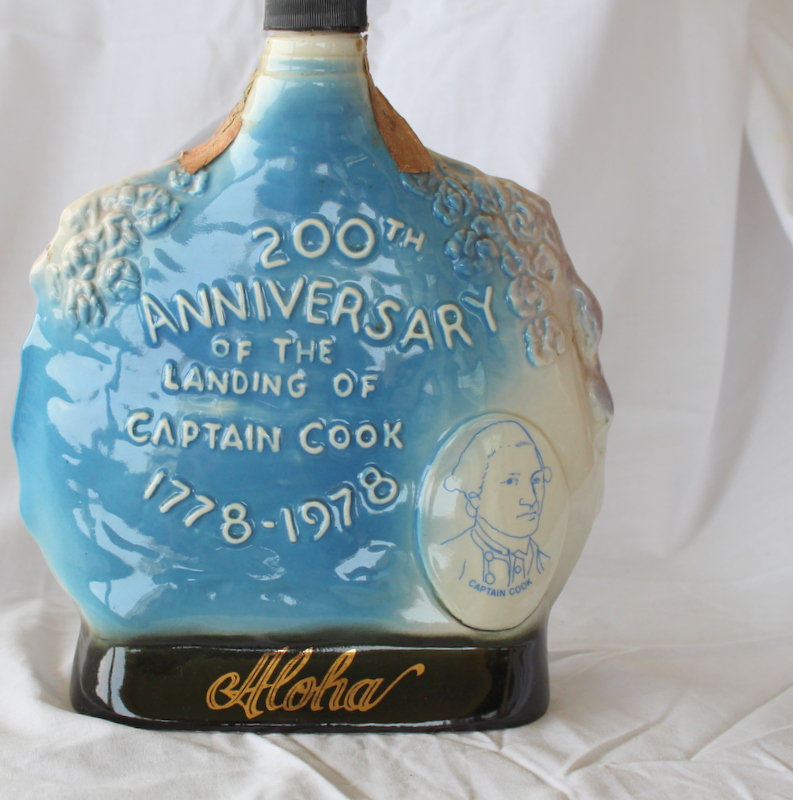 200TH
ANNIVERSARY
OF THE
LANDING OF
CAPTAIN COOK
1778-1978
CAPTAIN COOK
Aloha